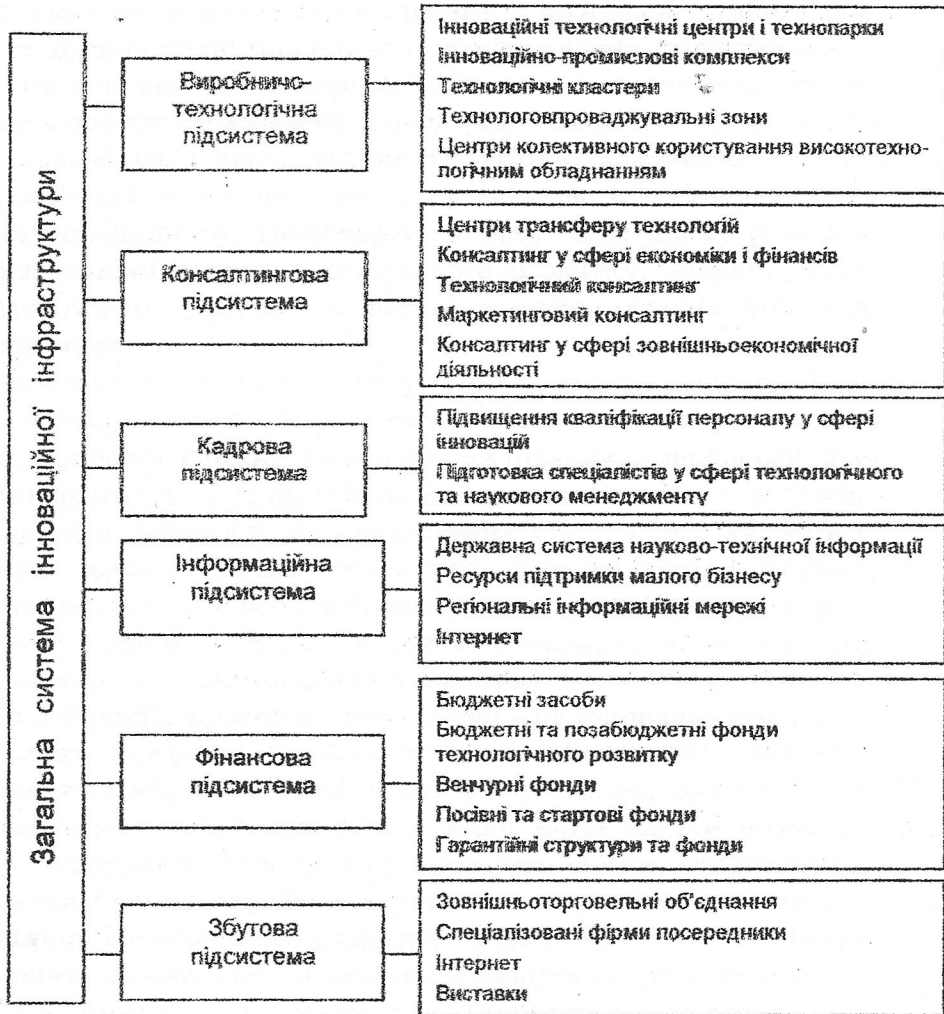 Загальна система інноваційної інфраструктури
Виробничо-
технологічна
підсистема
Інноваційні технологічні центри і технопарки
Інноваційно-промислові комплекси
Технологічні кластери
Технологовпроваджувальні зони
Центри колективного користування високотехно-
логічним обладнанням
Консалтингова
підсистема
Центри трансферу технологій
Консалтинг у сфері економіки і фінансів
Технологічний консалтинг
Маркетинговий консалтинг
Консалтинг у сфері зовнішньоекономічної
діяльності
Кадрова
підсистема
Підвищення кваліфікації персоналу у сфері
інновацій
Підготовка спеціалістів у сфері технологічного
та наукового менеджменту
Інформаційна
підсистема
Державна система науково-технічної інформації
Ресурси підтримки малого бізнесу
Регіональні інформаційні мережі
Інтернет
Фінансова
підсистема
Бюджетні засоби
Бюджетні та позабюджетні фонди
технологічного розвитку
Венчурні фонди
Посівні та стартові фонди
Гарантійні структури та фонди
Збутова
підсистема
Зовнішньоторговельні об'єднання
Спеціалізовані фірми посередники
Інтернет
Виставки